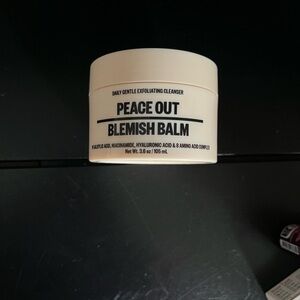 DAILY GENTLE EXFOLIATING CLEANSER
PEACE OUT
BLEMISH BALM
SALICYLIC ACID, NIACINAMIDE, HYALURONIC ACID & 8 AMINO ACID COMPLEX
Net Wt. 3.6 oz / 105 mL